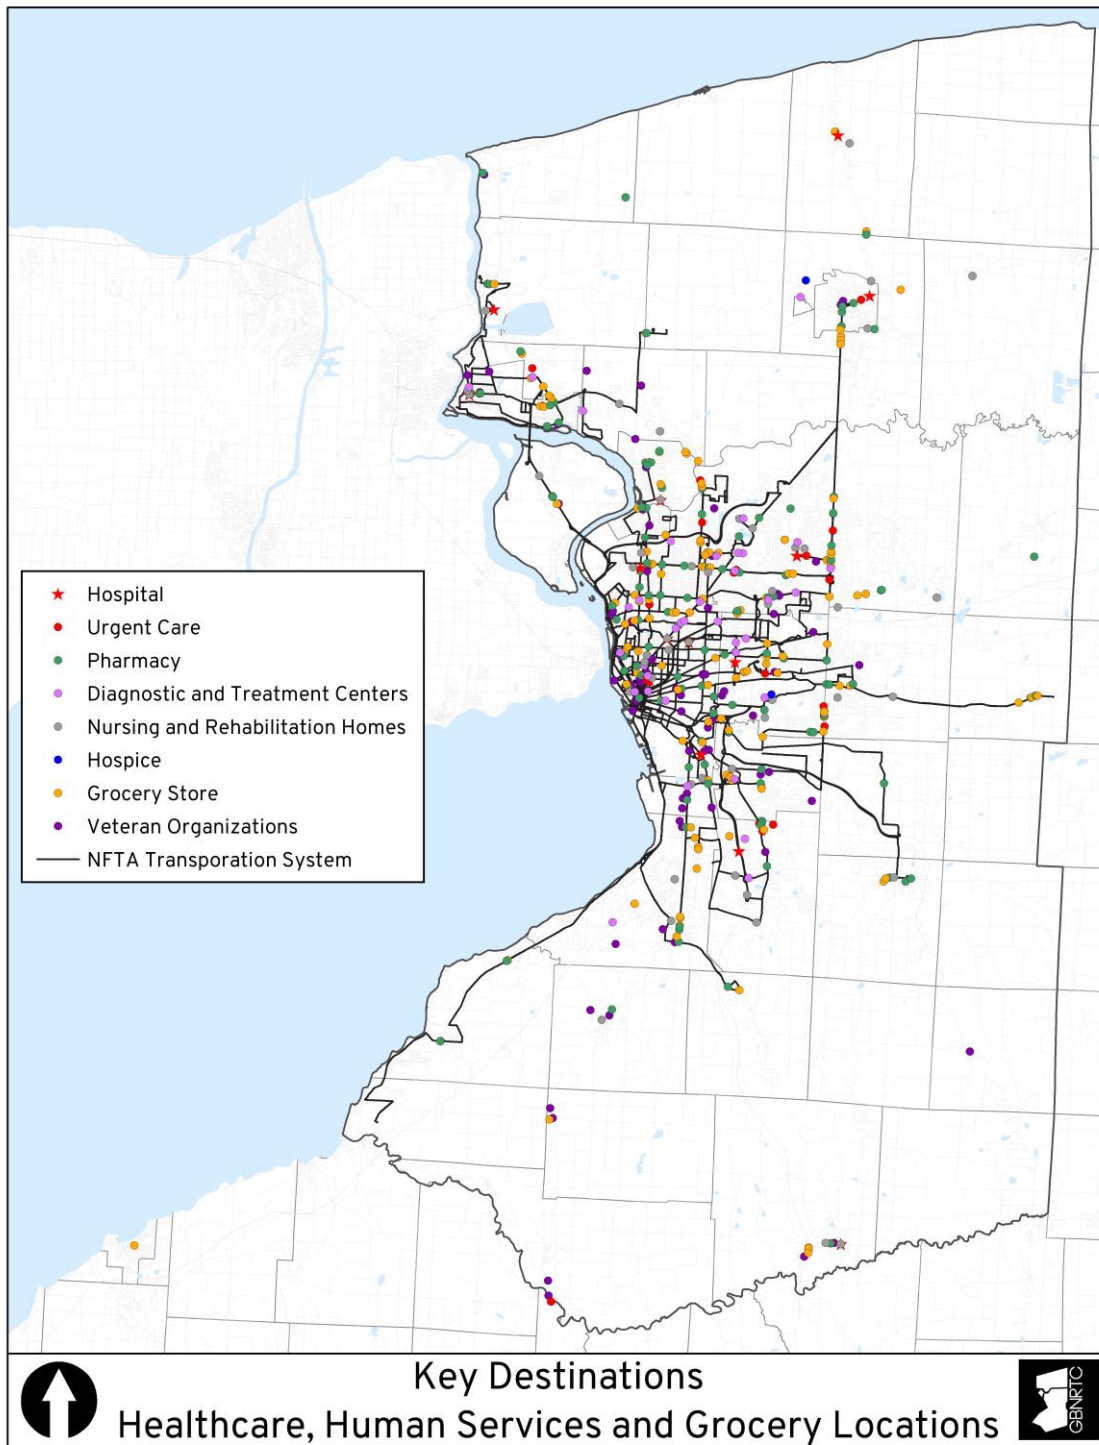 Hospital
Urgent Care
Pharmacy
Diagnostic and Treatment Centers
Nursing and Rehabilitation Homes
Hospice
Grocery Store
Veteran Organizations
NFTA Transporation System
Key Destinations
Healthcare, Human Services and Grocery Locations
GBNRTC